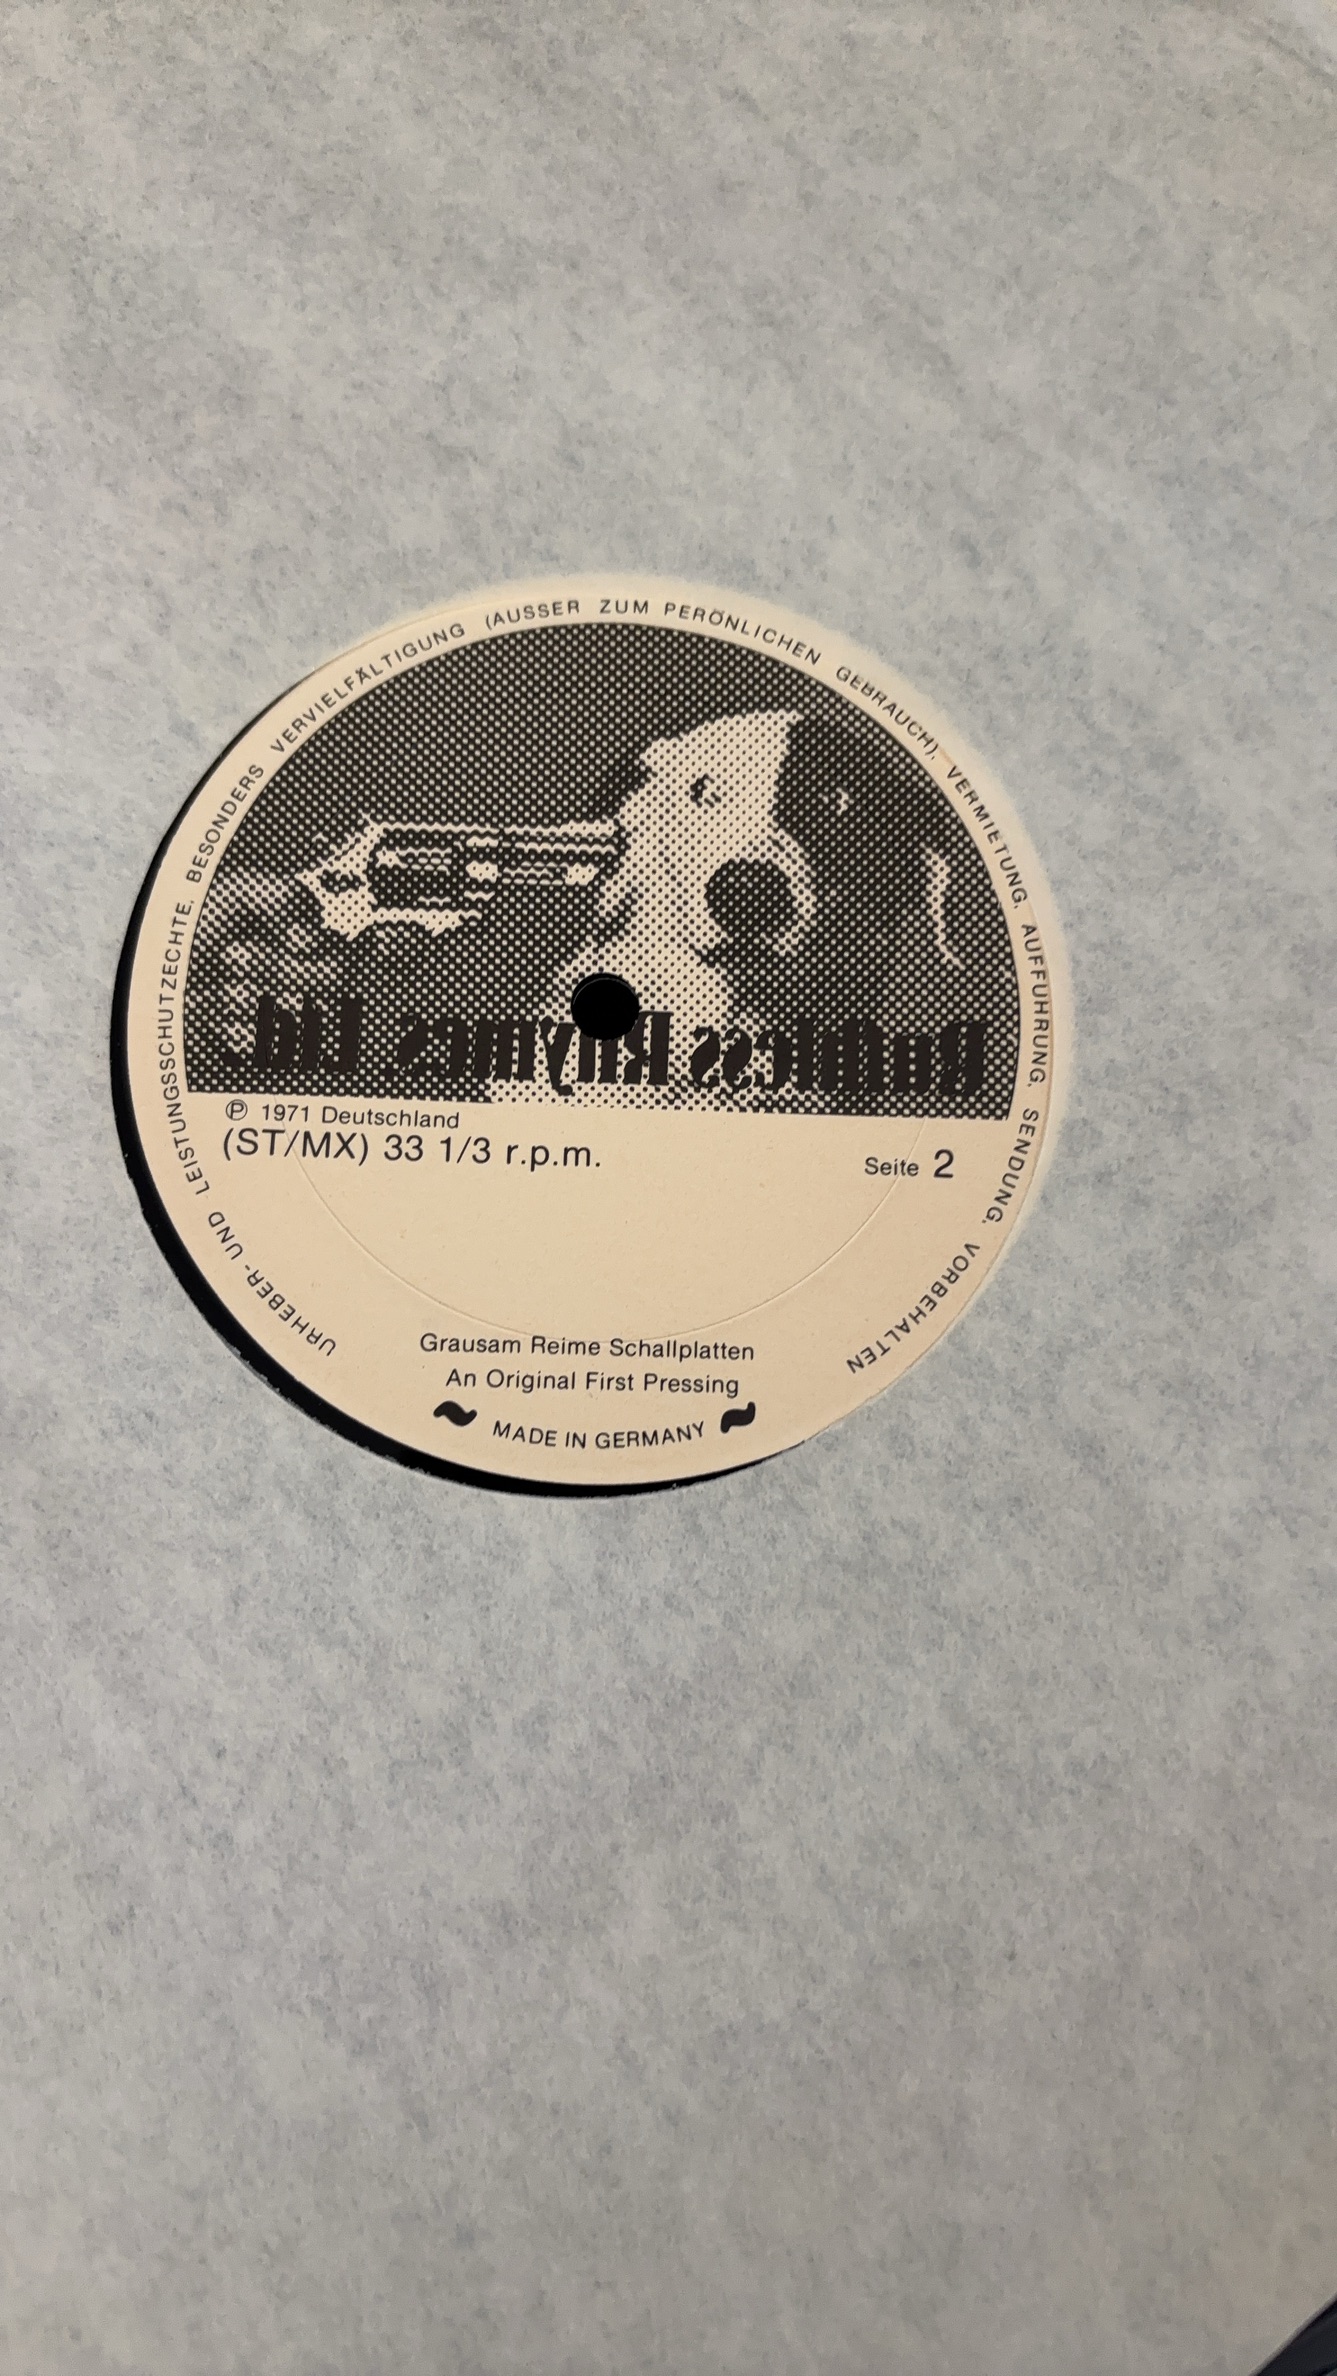 URHEBER- UND LEISTUNGSSCHUTZECHTE, BESONDERS VERVIELFÄLTIGUNG (AUSSER ZUM PERÖNLICHEN GEBRAUCH), VERMIETUNG, AUFFÜHRUNG, SENDUNG, VORBEHALTEN
Ruthless Rhymes Ltd.
Ⓟ 1971 Deutschland
(ST/MX) 33 1/3 r.p.m.
Seite 2
Grausam Reime Schallplatten
An Original First Pressing
MADE IN GERMANY